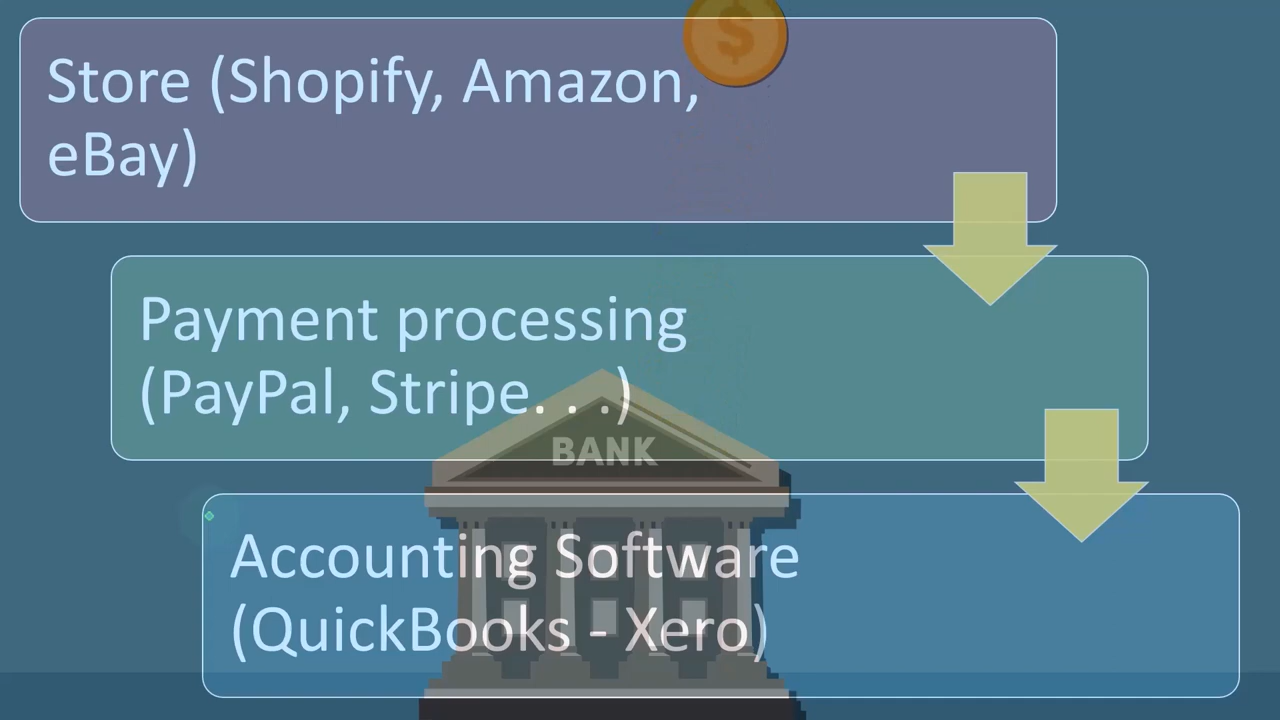 Store (Shopify, Amazon,
eBay)
Payment processing
(PayPal, Stripe. . .)
BANK
Accounting Software
(QuickBooks - Xero)
$